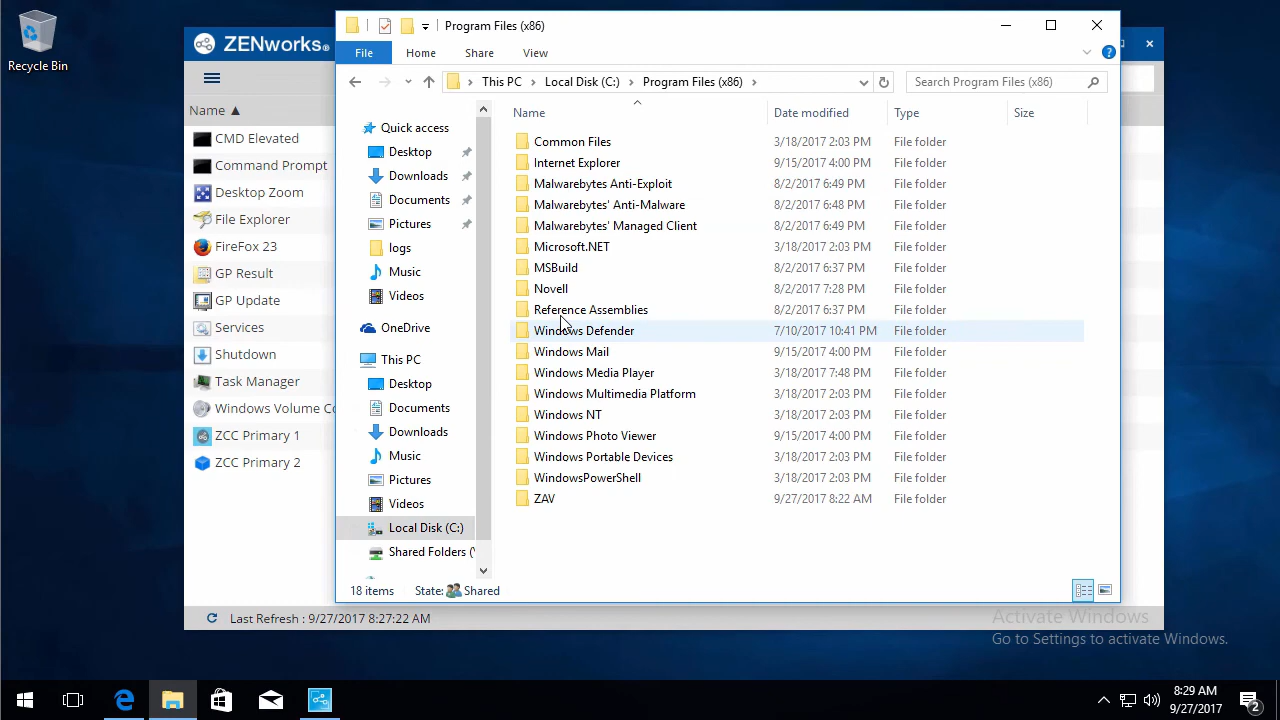 Recycle Bin
ZENworks®
Name ▲
CMD Elevated
Command Prompt
Desktop Zoom
File Explorer
FireFox 23
GP Result
GP Update
Services
Shutdown
Task Manager
Windows Volume Co
ZCC Primary 1
ZCC Primary 2
Last Refresh : 9/27/2017 8:27:22 AM
Program Files (x86)
File Home Share View
This PC > Local Disk (C:) > Program Files (x86) >
Search Program Files (x86)
Quick access
Desktop
Downloads
Documents
Pictures
logs
Music
Videos
OneDrive
This PC
Desktop
Documents
Downloads
Music
Pictures
Videos
Local Disk (C:)
Shared Folders (\
Name Date modified Type Size
Common Files 3/18/2017 2:03 PM File folder
Internet Explorer 9/15/2017 4:00 PM File folder
Malwarebytes Anti-Exploit 8/2/2017 6:49 PM File folder
Malwarebytes' Anti-Malware 8/2/2017 6:48 PM File folder
Malwarebytes' Managed Client 8/2/2017 6:49 PM File folder
Microsoft.NET 3/18/2017 2:03 PM File folder
MSBuild 8/2/2017 6:37 PM File folder
Novell 8/2/2017 7:28 PM File folder
Reference Assemblies 8/2/2017 6:37 PM File folder
Windows Defender 7/10/2017 10:41 PM File folder
Windows Mail 9/15/2017 4:00 PM File folder
Windows Media Player 3/18/2017 7:48 PM File folder
Windows Multimedia Platform 3/18/2017 2:03 PM File folder
Windows NT 3/18/2017 2:03 PM File folder
Windows Photo Viewer 9/15/2017 4:00 PM File folder
Windows Portable Devices 3/18/2017 2:03 PM File folder
WindowsPowerShell 3/18/2017 2:03 PM File folder
ZAV 9/27/2017 8:22 AM File folder
18 items State: Shared
Activate Windows
Go to Settings to activate Windows.
8:29 AM
9/27/2017
2